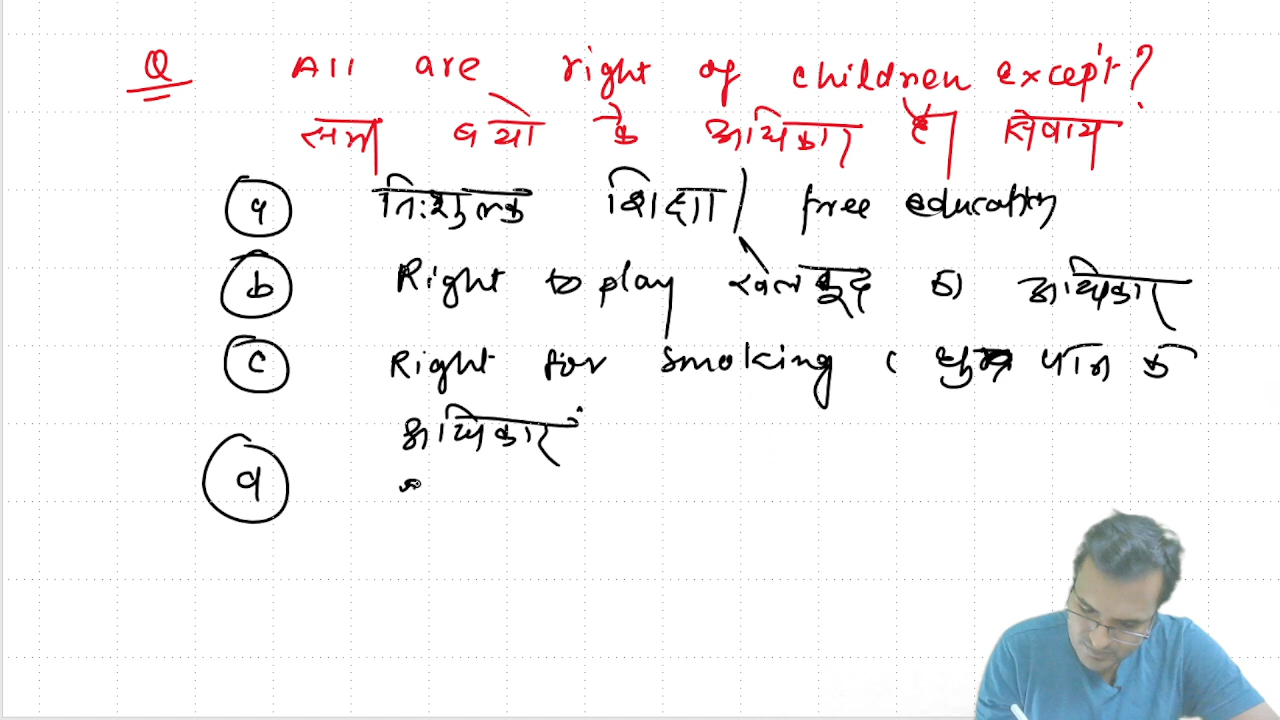 Q All are right of children except?
सभी बच्चों के अधिकार हैं सिवाय
a निःशुल्क शिक्षा / free education
b Right to play खेलकूद का अधिकार
c Right for smoking ( धुम्रपान के
अधिकार
d